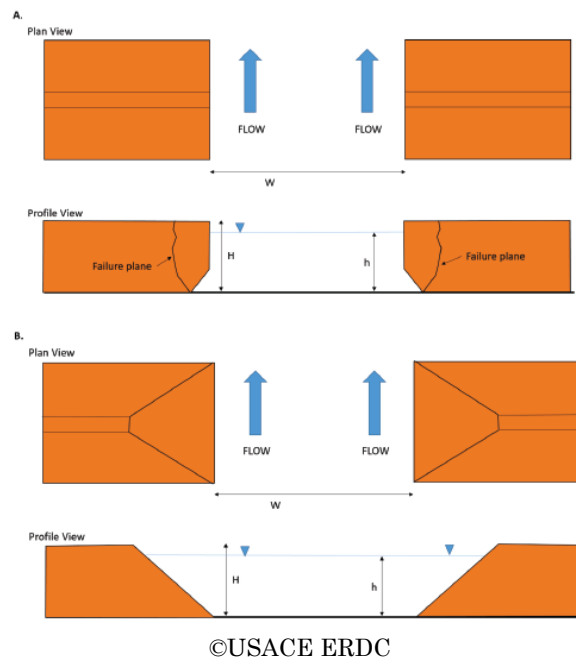 A.
Plan View
FLOW FLOW
W
Profile View
H
h
Failure plane
Failure plane
B.
Plan View
FLOW FLOW
W
Profile View
H
h
©USACE ERDC